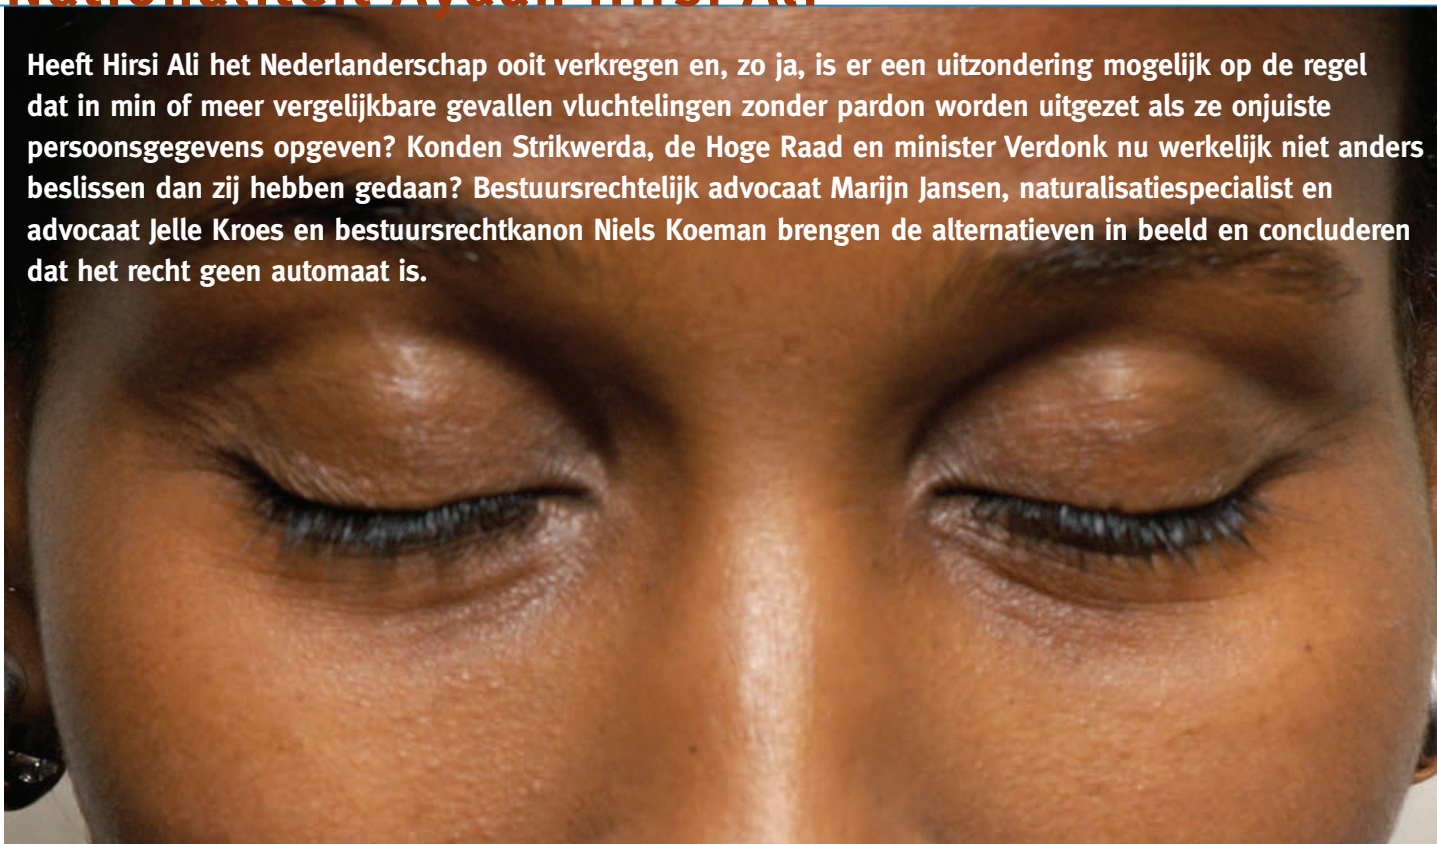 Nationaliteit Ayaan Hirsi Ali
Heeft Hirsi Ali het Nederlanderschap ooit verkregen en, zo ja, is er een uitzondering mogelijk op de regel
dat in min of meer vergelijkbare gevallen vluchtelingen zonder pardon worden uitgezet als ze onjuiste
persoonsgegevens opgeven? Konden Strikwerda, de Hoge Raad en minister Verdonk nu werkelijk niet anders
beslissen dan zij hebben gedaan? Bestuursrechtelijk advocaat Marijn Jansen, naturalisatiespecialist en
advocaat Jelle Kroes en bestuursrechtkanon Niels Koeman brengen de alternatieven in beeld en concluderen
dat het recht geen automaat is.